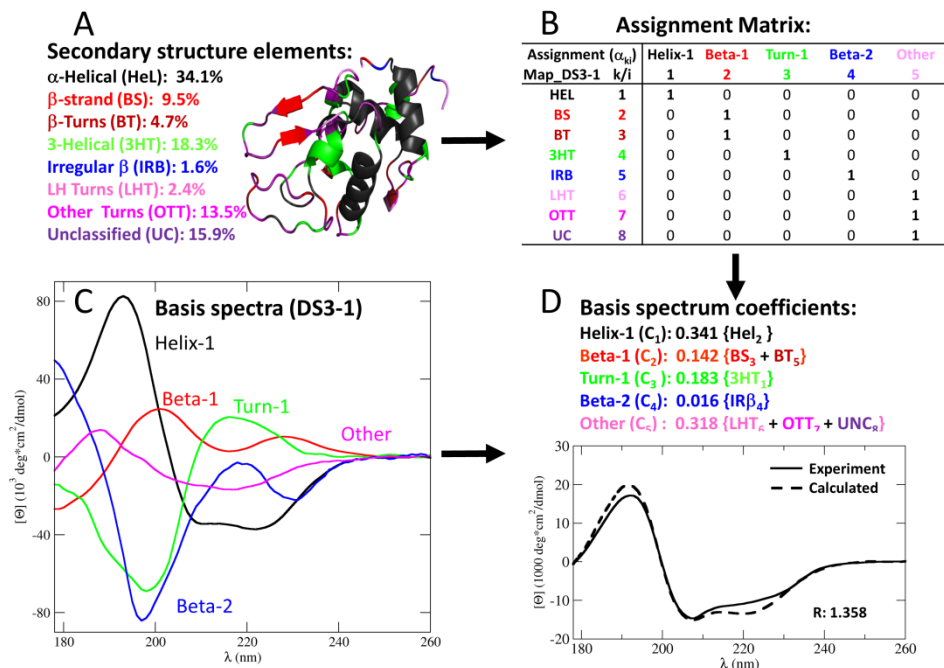 A
Secondary structure elements:
α-Helical (HeL): 34.1%
β-strand (BS): 9.5%
β-Turns (BT): 4.7%
3-Helical (3HT): 18.3%
Irregular β (IRB): 1.6%
LH Turns (LHT): 2.4%
Other Turns (OTT): 13.5%
Unclassified (UC): 15.9%
B
Assignment Matrix:
Assignment (αki) Helix-1 Beta-1 Turn-1 Beta-2 Other
Map_DS3-1 k/i 1 2 3 4 5
HEL 1 1 0 0 0 0
BS 2 0 1 0 0 0
BT 3 0 1 0 0 0
3HT 4 0 0 1 0 0
IRB 5 0 0 0 1 0
LHT 6 0 0 0 0 1
OTT 7 0 0 0 0 1
UC 8 0 0 0 0 1
C
Basis spectra (DS3-1)
Helix-1
Beta-1
Turn-1
Other
Beta-2
[Θ] (10³ deg*cm²/dmol)
80
40
0
-40
-80
180 200 220 240 260
λ (nm)
D
Basis spectrum coefficients:
Helix-1 (C₁): 0.341 {Hel₂ }
Beta-1 (C₂): 0.142 {BS₃ + BT₅}
Turn-1 (C₃): 0.183 {3HT₁}
Beta-2 (C₄): 0.016 {IRβ₄}
Other (C₅): 0.318 {LHT₆ + OTT₇ + UNC₈}
Experiment
Calculated
R: 1.358
[Θ] (1000 deg*cm²/dmol)
30
20
10
0
-10
-20
180 200 220 240 260
λ (nm)